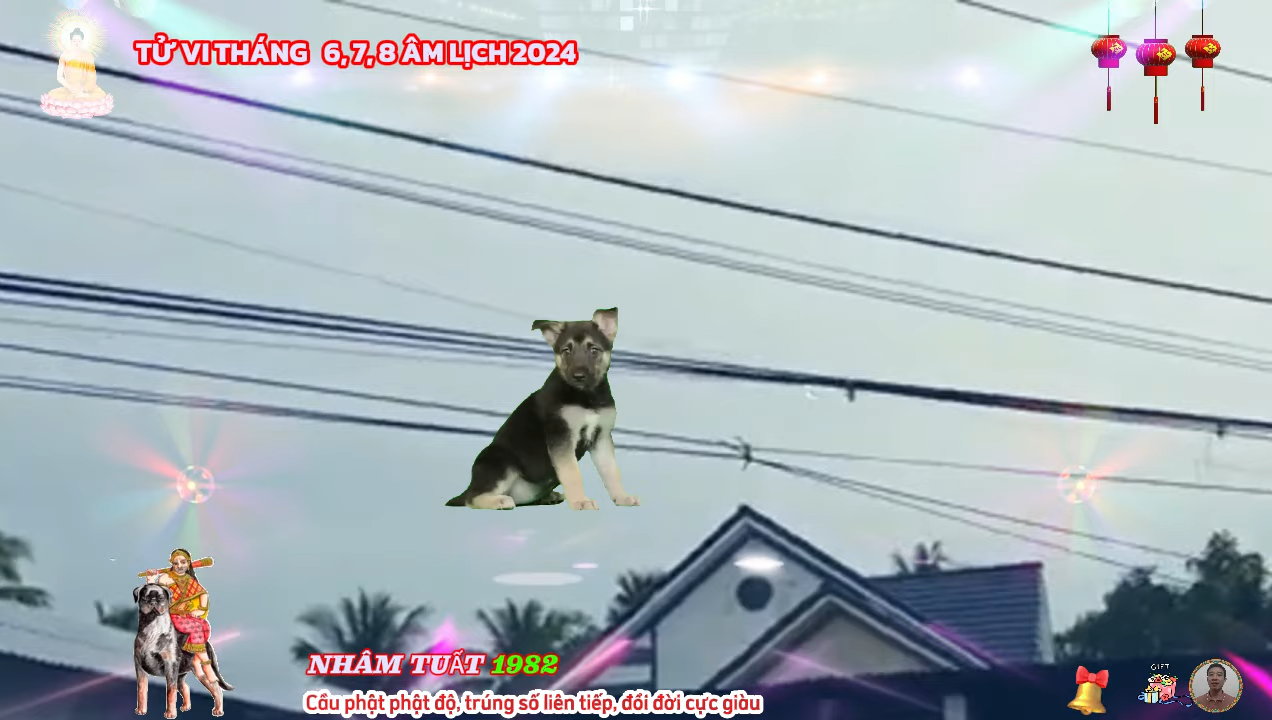 TỬ VI THÁNG 6, 7, 8 ÂM LỊCH 2024
NHÂM TUẤT 1982
Cầu phật phật độ, trúng số liên tiếp, đổi đời cực giàu
GIFT